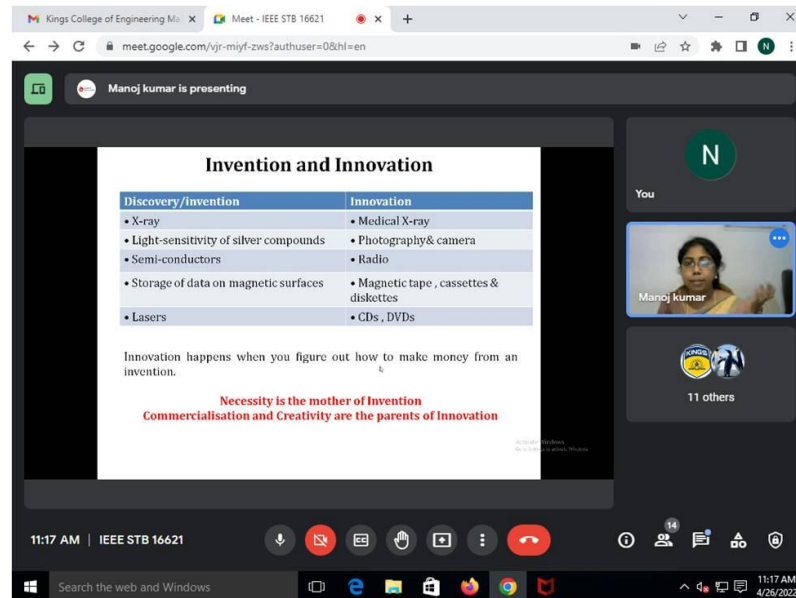 Kings College of Engineering Ma
Meet - IEEE STB 16621
meet.google.com/vjr-miyf-zws?authuser=0&hl=en
N
Manoj kumar is presenting
Invention and Innovation
Discovery/invention
Innovation
• X-ray
• Medical X-ray
• Light-sensitivity of silver compounds
• Photography& camera
• Semi-conductors
• Radio
• Storage of data on magnetic surfaces
• Magnetic tape , cassettes &
diskettes
• Lasers
• CDs , DVDs
Innovation happens when you figure out how to make money from an
invention.
Necessity is the mother of Invention
Commercialisation and Creativity are the parents of Innovation
Activate Windows
N
You
Manoj kumar
KINGS
11 others
11:17 AM | IEEE STB 16621
CC
14
Search the web and Windows
11:17 AM